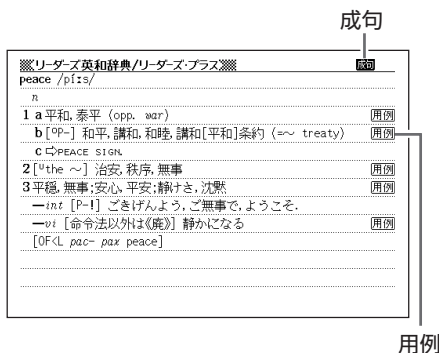 成句
リーダーズ英和辞典/リーダーズ・プラス 成句
peace /píːs/
n
1 a 平和, 泰平 (opp. war) 用例
b [ºP-] 和平, 講和, 和睦, 講和[平和]条約 (=~ treaty) 用例
c ⇨PEACE SIGN.
2 [ᵁthe ~] 治安, 秩序, 無事 用例
3 平穏, 無事;安心, 平安;静けさ, 沈黙 用例
—int [P-!] ごきげんよう, ご無事で, ようこそ.
—vi [命令法以外は《廃》] 静かになる 用例
[OF<L pac- pax peace]
用例